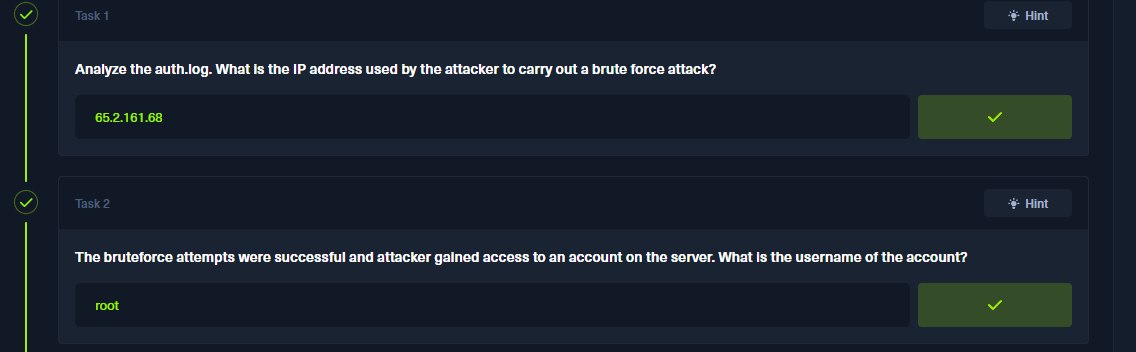 Task 1
Hint
Analyze the auth.log. What is the IP address used by the attacker to carry out a brute force attack?
65.2.161.68
Task 2
Hint
The bruteforce attempts were successful and attacker gained access to an account on the server. What is the username of the account?
root